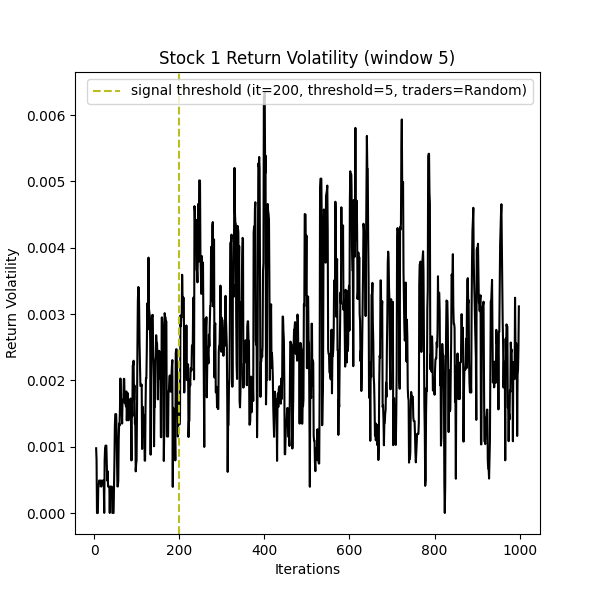 Stock 1 Return Volatility (window 5)
signal threshold (it=200, threshold=5, traders=Random)
0.006
0.005
0.004
0.003
0.002
0.001
0.000
Return Volatility
0 200 400 600 800 1000
Iterations